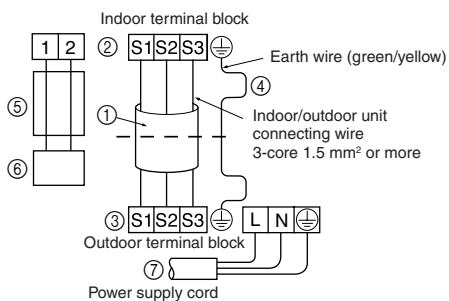 Indoor terminal block
1 2
② S1 S2 S3
Earth wire (green/yellow)
④
⑤
①
Indoor/outdoor unit
connecting wire
3-core 1.5 mm² or more
⑥
③ S1 S2 S3
L N
Outdoor terminal block
⑦
Power supply cord